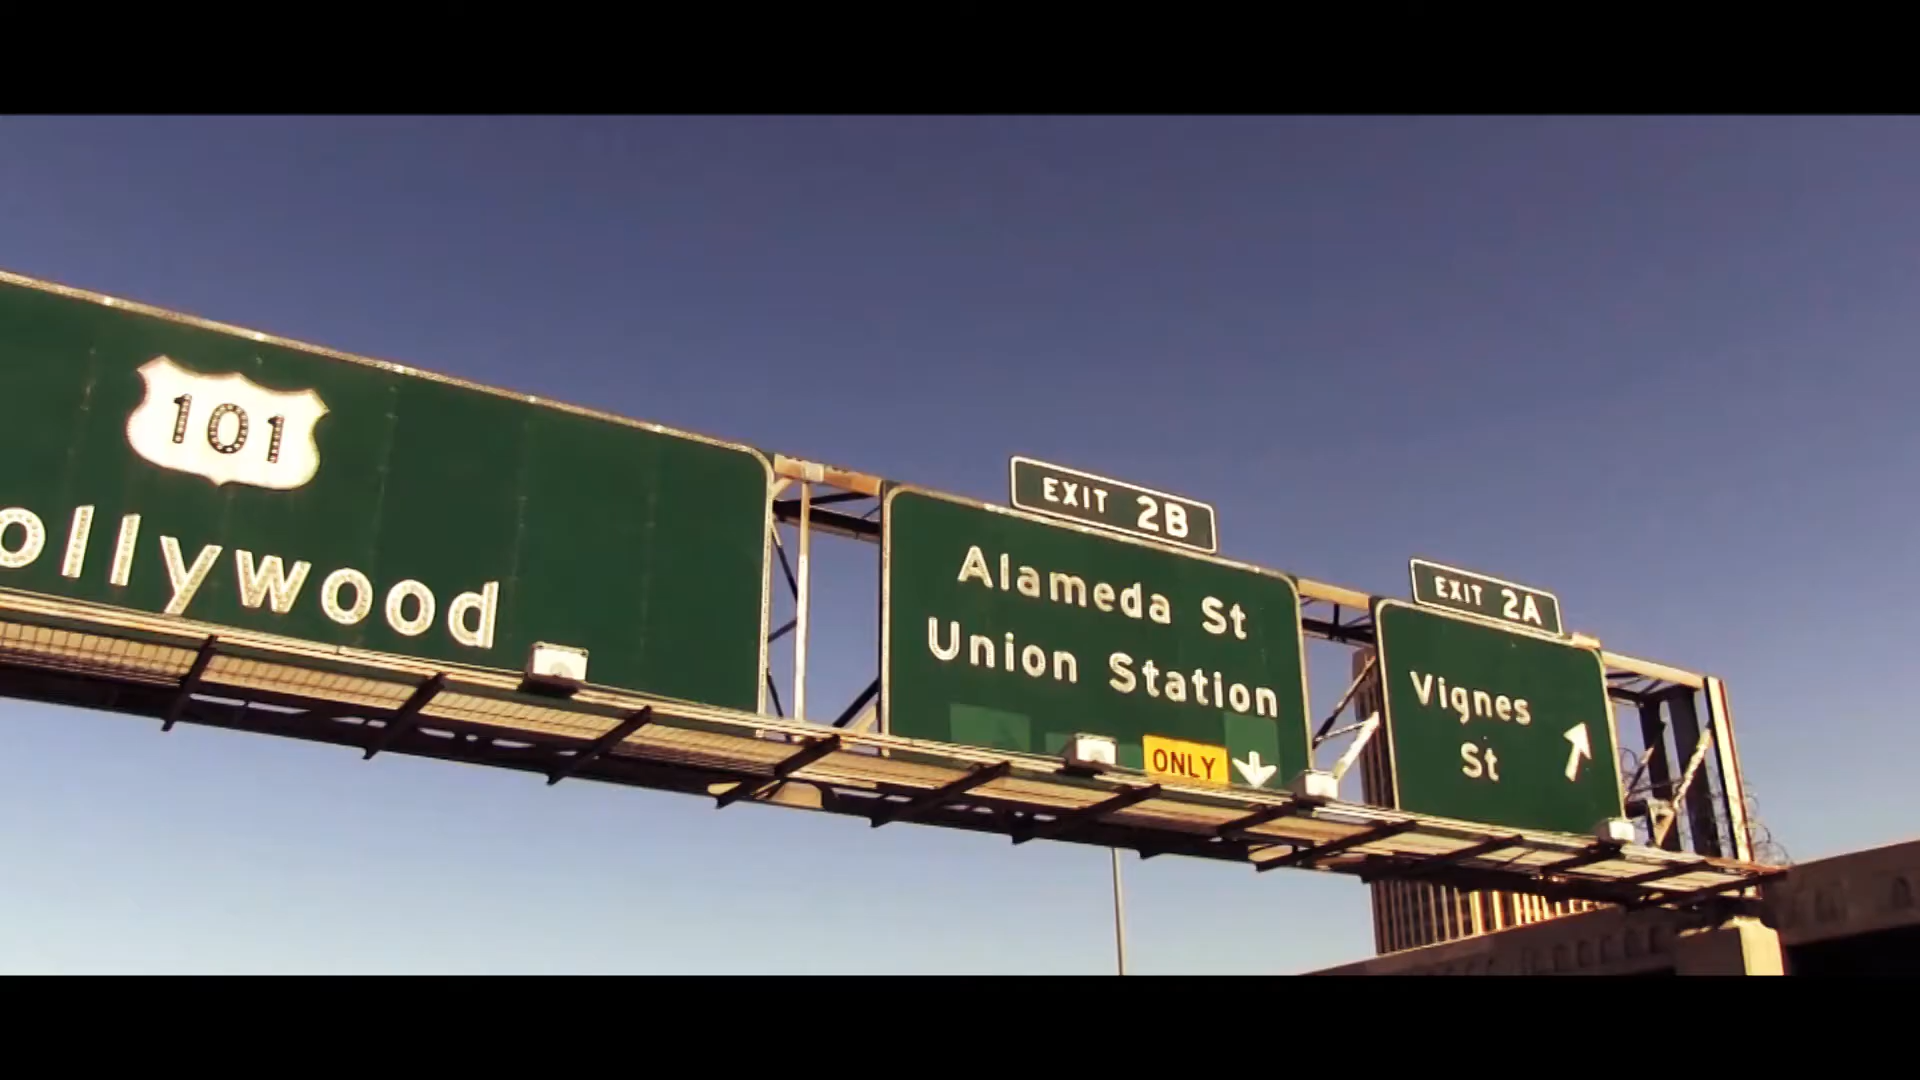 101
ollywood
EXIT 2B
Alameda St
Union Station
ONLY
EXIT 2A
Vignes
St